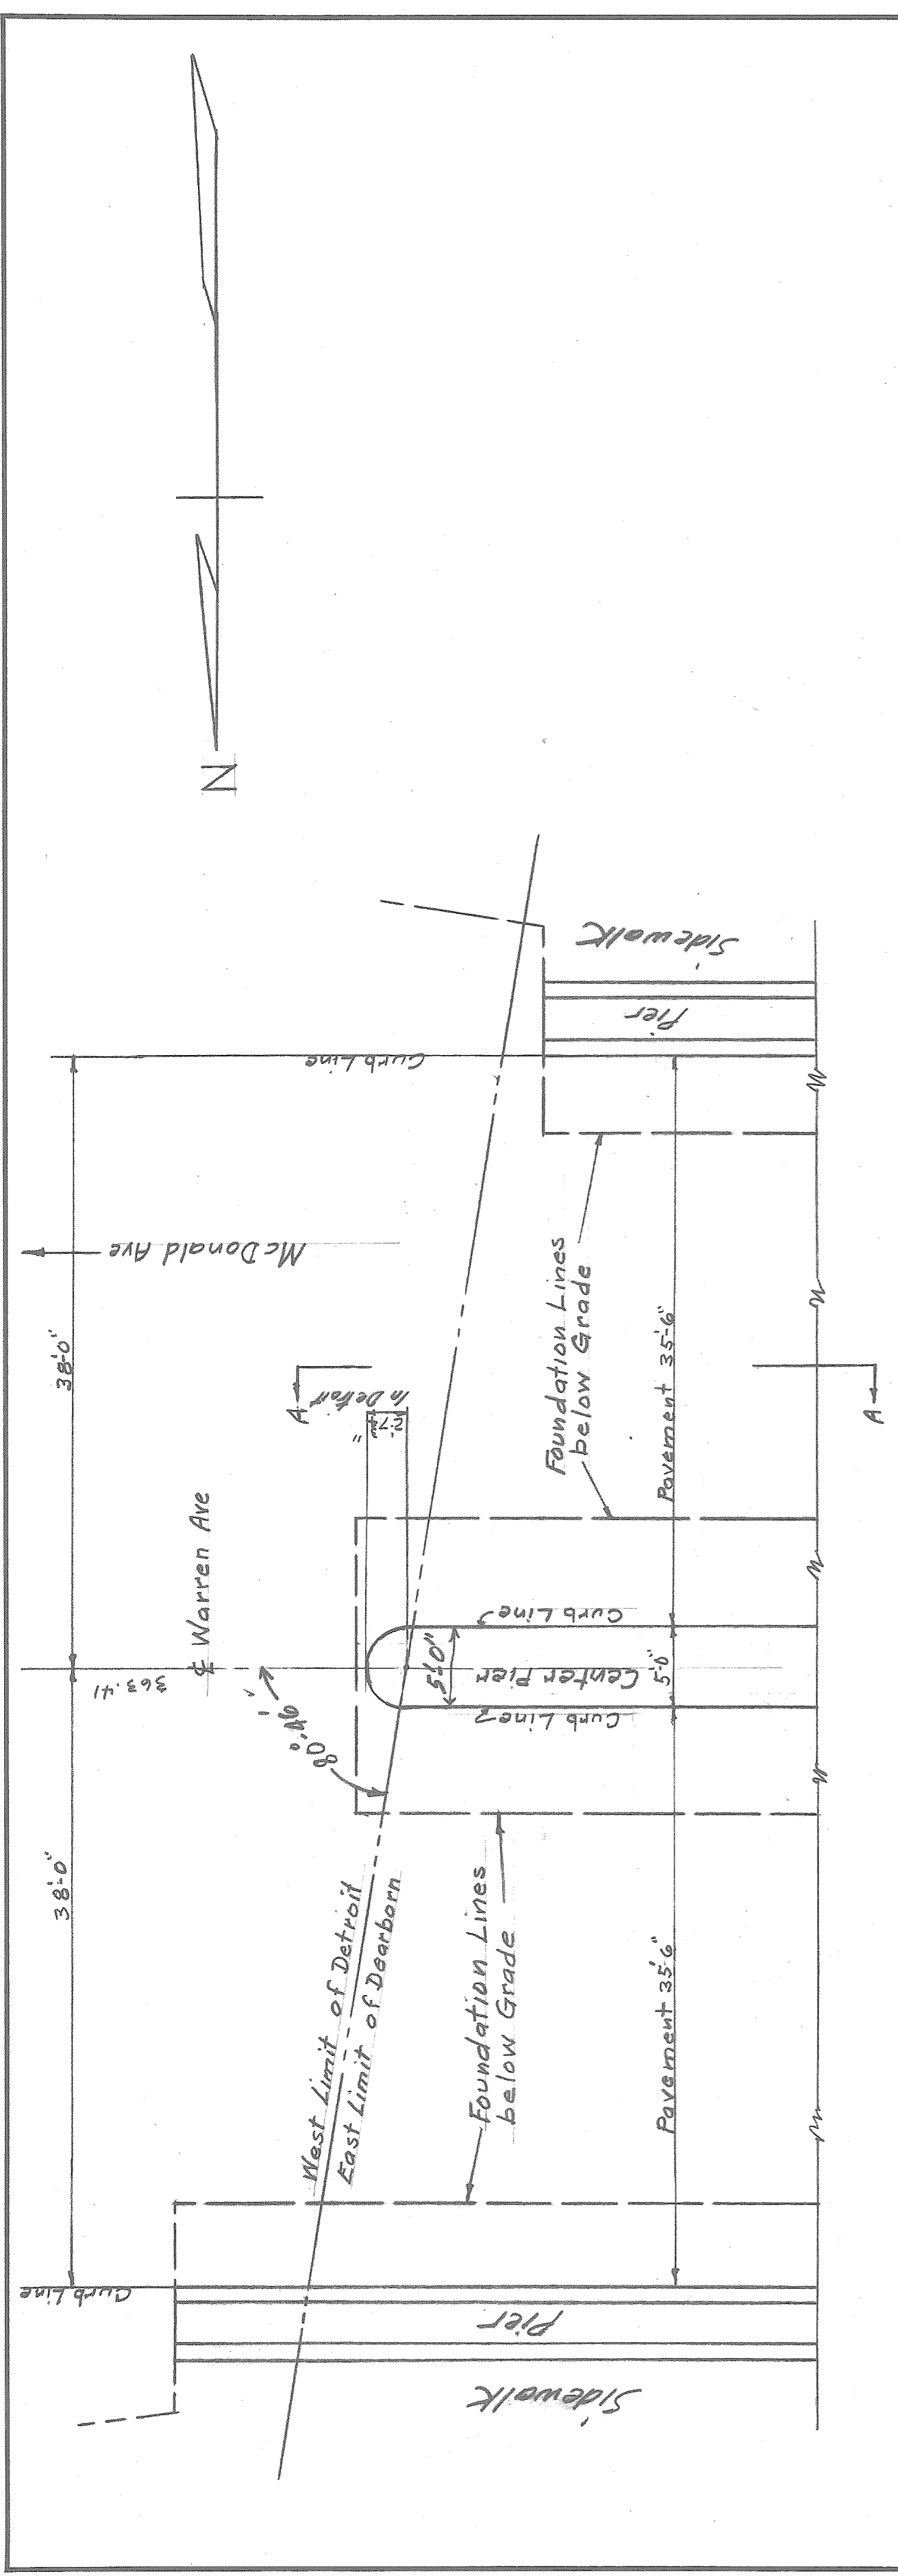 N
Sidewalk
Pier
Curb Line
McDonald Ave
38'-0"
A
In Detroit
2'-7"
Foundation Lines
below Grade
Pavement 35'-6"
A
℄ Warren Ave
363.41
Curb Line
Center Pier
5'-0"
5'-0"
Curb Line
80°46'
38'-0"
West Limit of Detroit
East Limit of Dearborn
Foundation Lines
below Grade
Pavement 35'-6"
Curb Line
Pier
Sidewalk